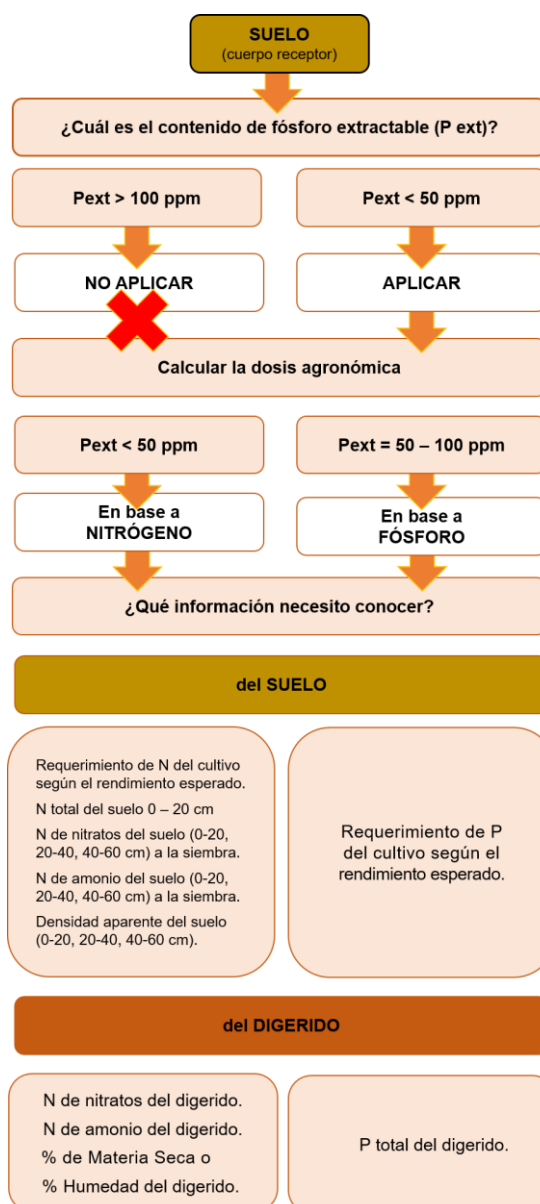 SUELO
(cuerpo receptor)
¿Cuál es el contenido de fósforo extractable (P ext)?
Pext > 100 ppm
Pext < 50 ppm
NO APLICAR
APLICAR
Calcular la dosis agronómica
Pext < 50 ppm
Pext = 50 – 100 ppm
En base a
NITRÓGENO
En base a
FÓSFORO
¿Qué información necesito conocer?
del SUELO
Requerimiento de N del cultivo
según el rendimiento esperado.
N total del suelo 0 – 20 cm
N de nitratos del suelo (0-20,
20-40, 40-60 cm) a la siembra.
N de amonio del suelo (0-20,
20-40, 40-60 cm) a la siembra.
Densidad aparente del suelo
(0-20, 20-40, 40-60 cm).
Requerimiento de P
del cultivo según el
rendimiento esperado.
del DIGERIDO
N de nitratos del digerido.
N de amonio del digerido.
% de Materia Seca o
% Humedad del digerido.
P total del digerido.